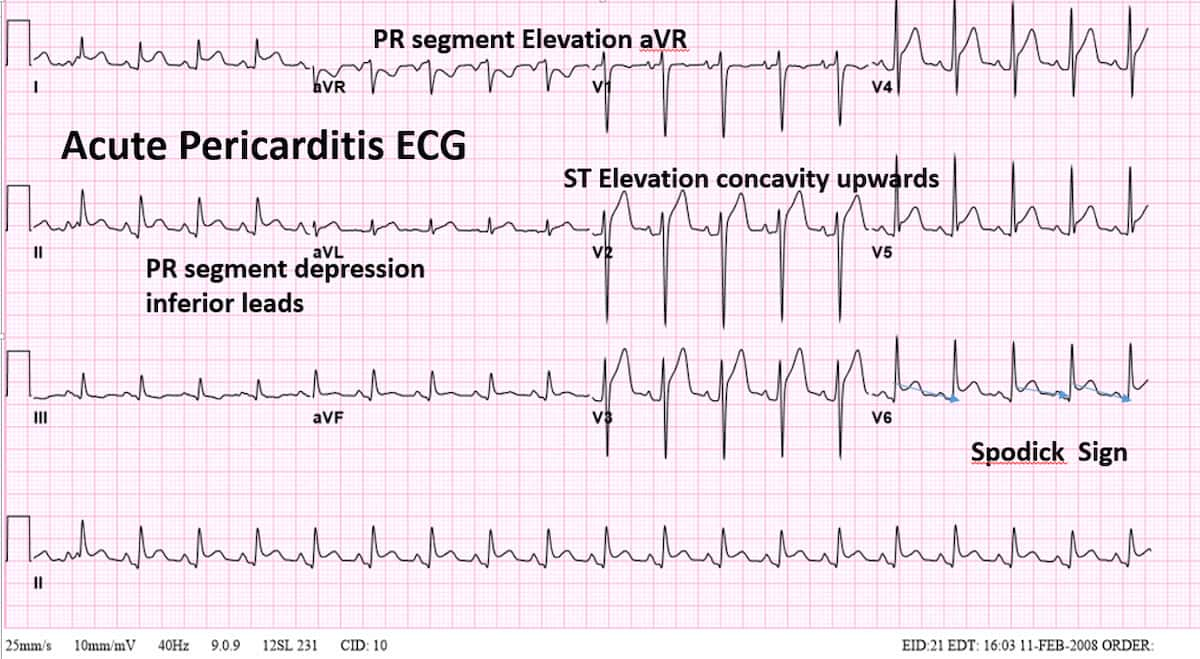 PR segment Elevation aVR
I
aVR
V1
V4
Acute Pericarditis ECG
ST Elevation concavity upwards
II
aVL
V2
V5
PR segment depression
inferior leads
III
aVF
V3
V6
Spodick Sign
II
25mm/s 10mm/mV 40Hz 9.0.9 12SL 231 CID: 10 EID:21 EDT: 16:03 11-FEB-2008 ORDER: